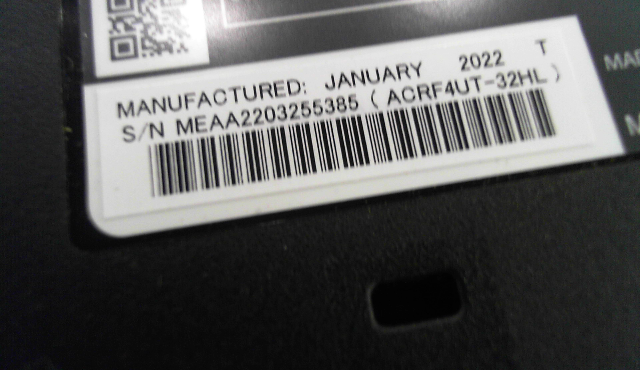 MANUFACTURED: JANUARY 2022 T
S/N MEAA2203255385 (ACRF4UT-32HL)